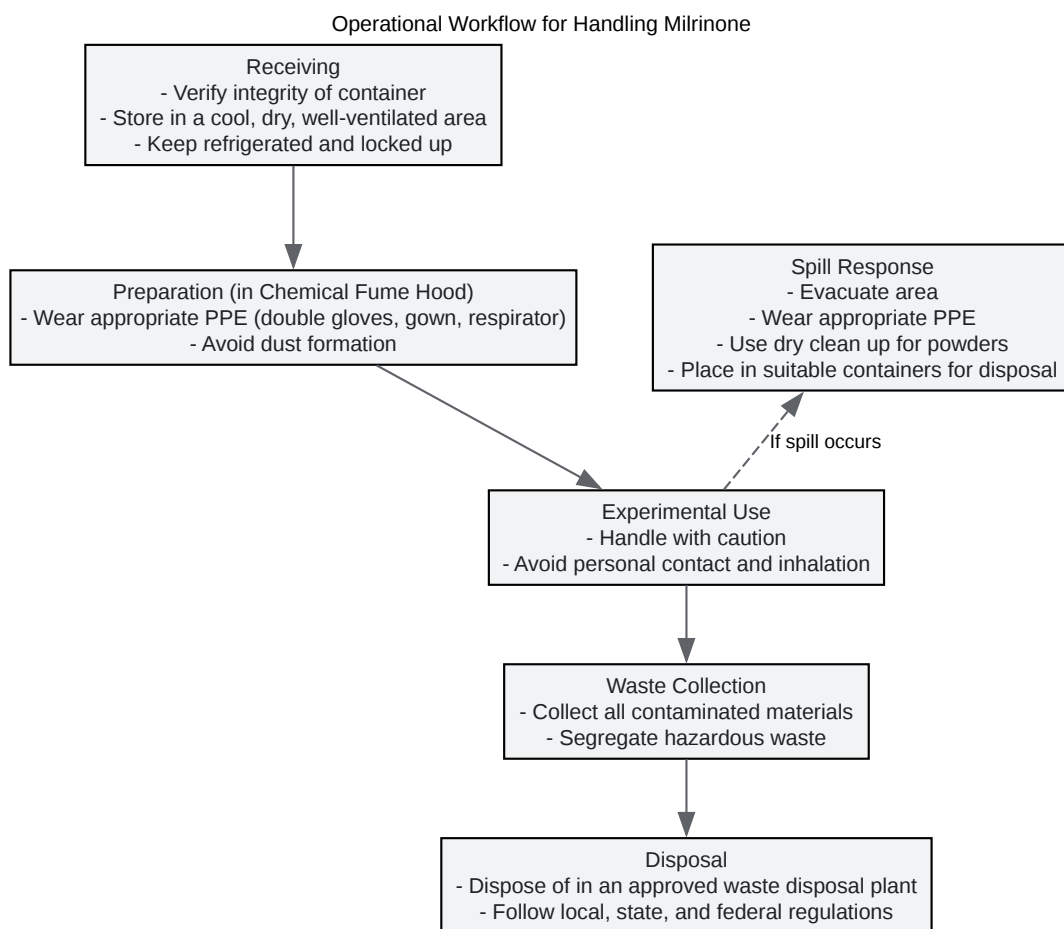 Operational Workflow for Handling Milrinone
Receiving
- Verify integrity of container
- Store in a cool, dry, well-ventilated area
- Keep refrigerated and locked up
Preparation (in Chemical Fume Hood)
- Wear appropriate PPE (double gloves, gown, respirator)
- Avoid dust formation
Spill Response
- Evacuate area
- Wear appropriate PPE
- Use dry clean up for powders
- Place in suitable containers for disposal
If spill occurs
Experimental Use
- Handle with caution
- Avoid personal contact and inhalation
Waste Collection
- Collect all contaminated materials
- Segregate hazardous waste
Disposal
- Dispose of in an approved waste disposal plant
- Follow local, state, and federal regulations